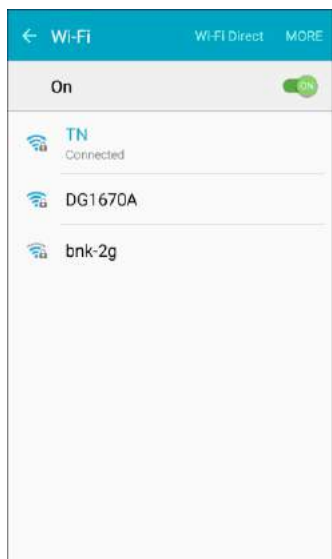 Wi-Fi Wi-Fi Direct MORE
On ON
TN
Connected
DG1670A
bnk-2g